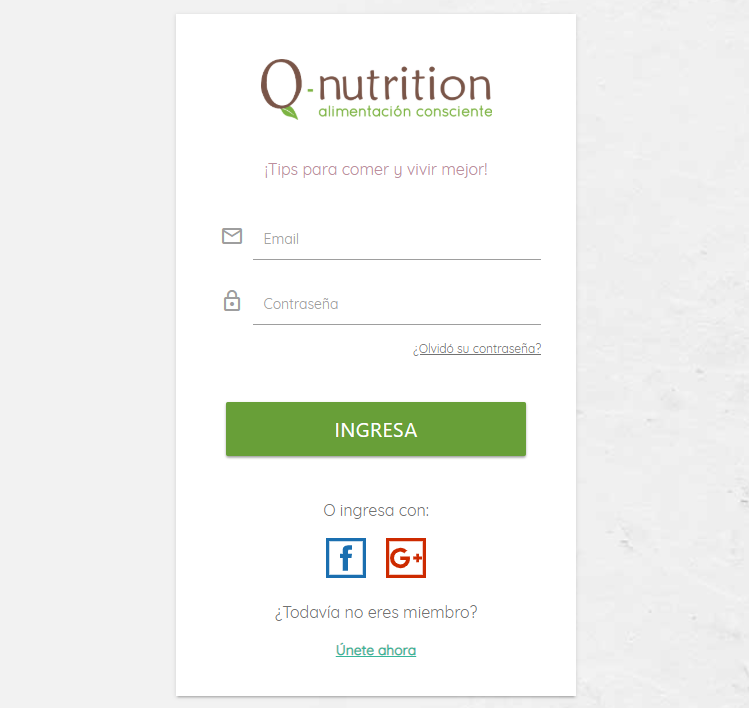 Q-nutrition
alimentación consciente
¡Tips para comer y vivir mejor!
Email
Contraseña
¿Olvidó su contraseña?
INGRESA
O ingresa con:
f G+
¿Todavía no eres miembro?
Únete ahora